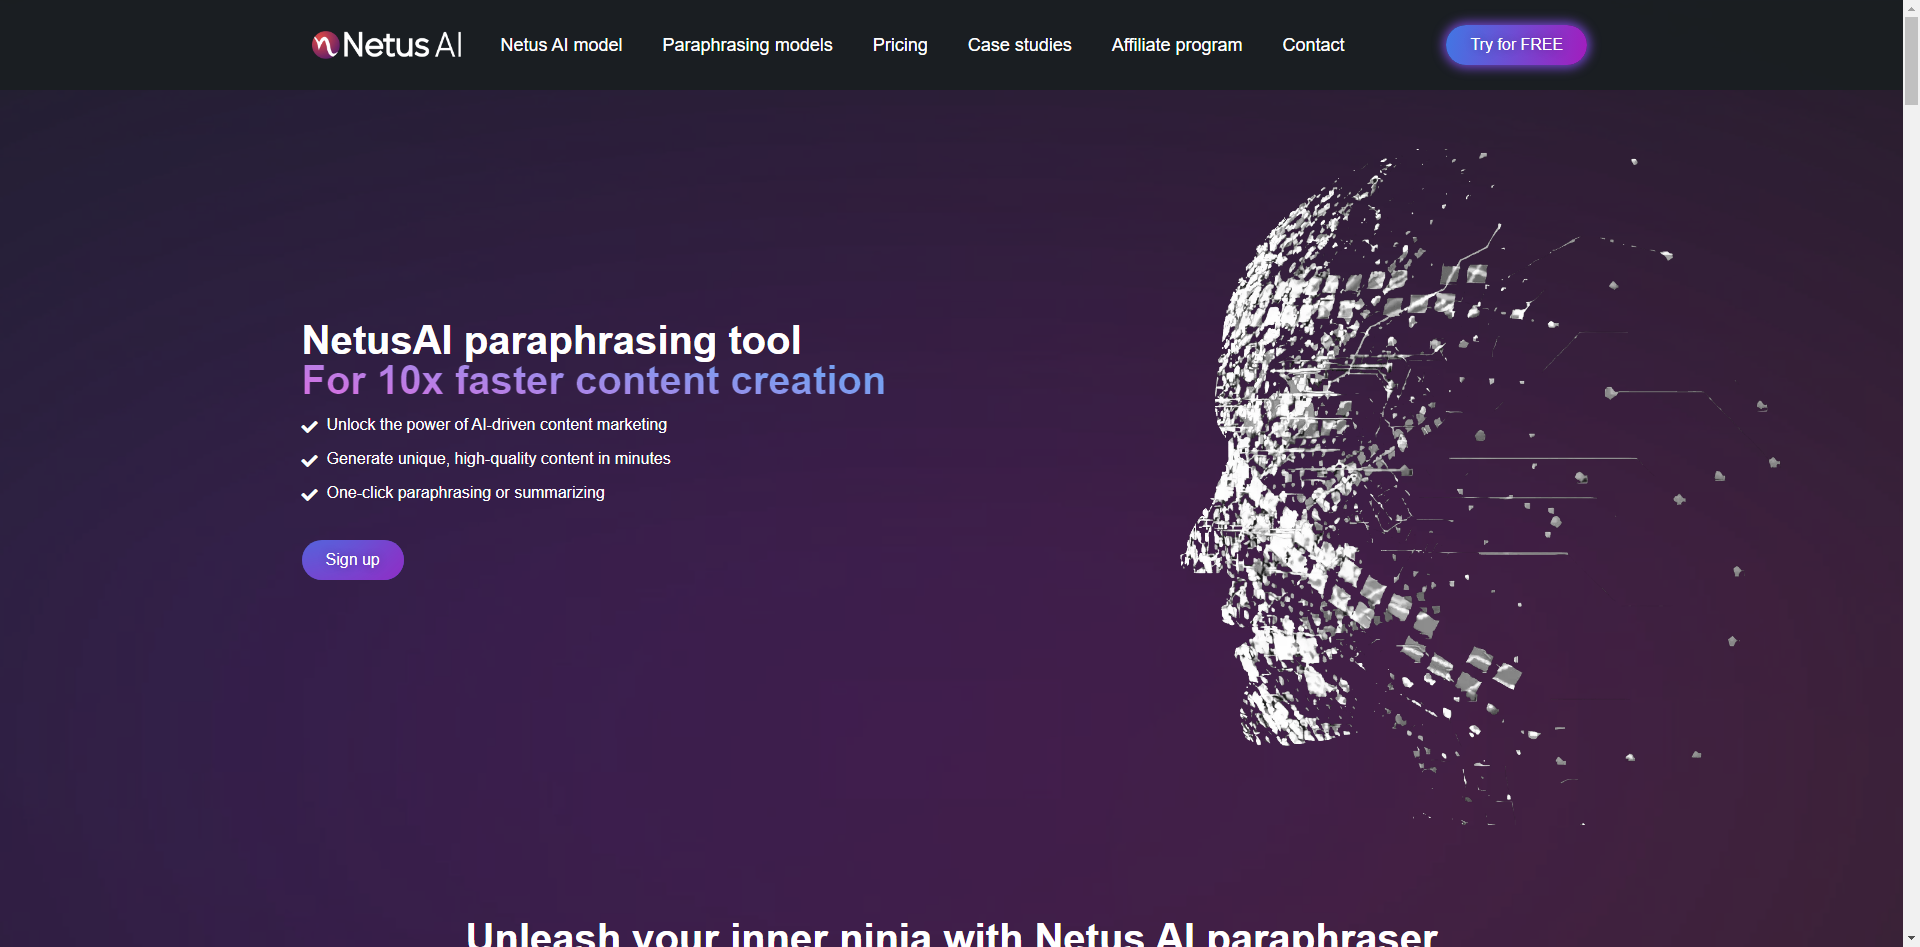 Netus AI
Netus AI model
Paraphrasing models
Pricing
Case studies
Affiliate program
Contact
Try for FREE
NetusAI paraphrasing tool
For 10x faster content creation
Unlock the power of AI-driven content marketing
Generate unique, high-quality content in minutes
One-click paraphrasing or summarizing
Sign up
Unleash your inner ninja with Netus AI paraphraser